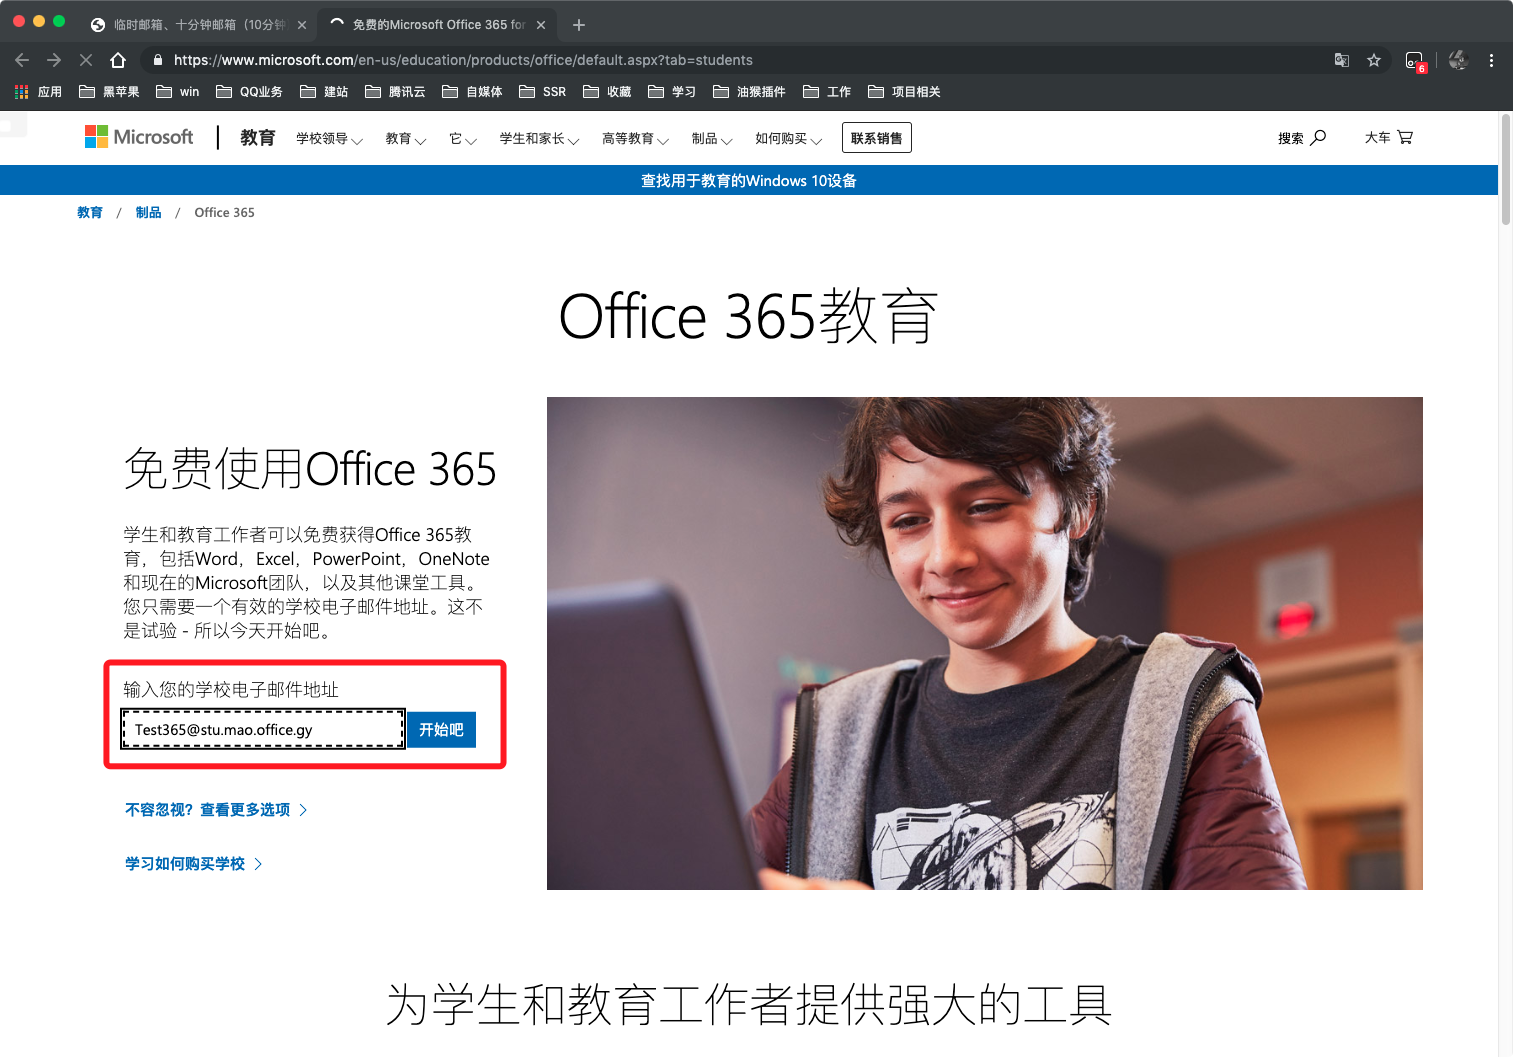 临时邮箱、十分钟邮箱（10分钟
免费的Microsoft Office 365 for
https://www.microsoft.com/en-us/education/products/office/default.aspx?tab=students
6
应用 黑苹果 win QQ业务 建站 腾讯云 自媒体 SSR 收藏 学习 油猴插件 工作 项目相关
Microsoft 教育 学校领导 教育 它 学生和家长 高等教育 制品 如何购买 联系销售 搜索 大车
查找用于教育的Windows 10设备
教育 / 制品 / Office 365
Office 365教育
免费使用Office 365
学生和教育工作者可以免费获得Office 365教
育，包括Word，Excel，PowerPoint，OneNote
和现在的Microsoft团队，以及其他课堂工具。
您只需要一个有效的学校电子邮件地址。这不
是试验 - 所以今天开始吧。
输入您的学校电子邮件地址
Test365@stu.mao.office.gy 开始吧
不容忽视？查看更多选项
学习如何购买学校
为学生和教育工作者提供强大的工具